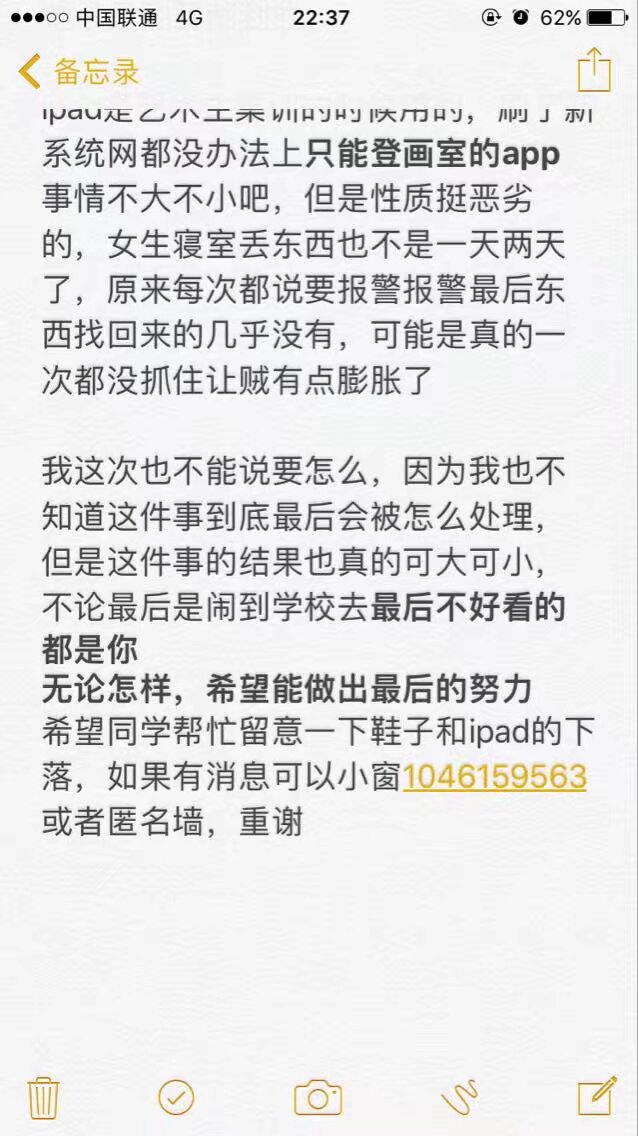 中国联通 4G 22:37 62%
备忘录
ipad是艺术生集训的时候用的，刷了新
系统网都没办法上只能登画室的app
事情不大不小吧，但是性质挺恶劣
的，女生寝室丢东西也不是一天两天
了，原来每次都说要报警报警最后东
西找回来的几乎没有，可能是真的一
次都没抓住让贼有点膨胀了
我这次也不能说要怎么，因为我也不
知道这件事到底最后会被怎么处理，
但是这件事的结果也真的可大可小，
不论最后是闹到学校去最后不好看的
都是你
无论怎样，希望能做出最后的努力
希望同学帮忙留意一下鞋子和ipad的下
落，如果有消息可以小窗1046159563
或者匿名墙，重谢